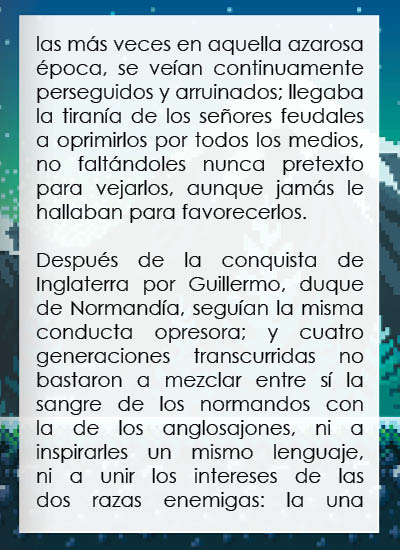 las más veces en aquella azarosa
época, se veían continuamente
perseguidos y arruinados; llegaba
la tiranía de los señores feudales
a oprimirlos por todos los medios,
no faltándoles nunca pretexto
para vejarlos, aunque jamás le
hallaban para favorecerlos.
Después de la conquista de
Inglaterra por Guillermo, duque
de Normandía, seguían la misma
conducta opresora; y cuatro
generaciones transcurridas no
bastaron a mezclar entre sí la
sangre de los normandos con
la de los anglosajones, ni a
inspirarles un mismo lenguaje,
ni a unir los intereses de las
dos razas enemigas: la una